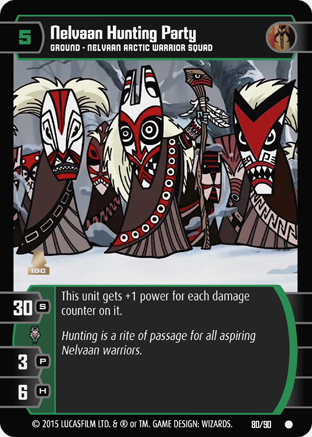 5
Nelvaan Hunting Party
GROUND - NELVAAN ARCTIC WARRIOR SQUAD
IDC
30 S
3 P
6 H
This unit gets +1 power for each damage
counter on it.
Hunting is a rite of passage for all aspiring
Nelvaan warriors.
© 2015 LUCASFILM LTD. & ® or TM. GAME DESIGN: WIZARDS.
80/90